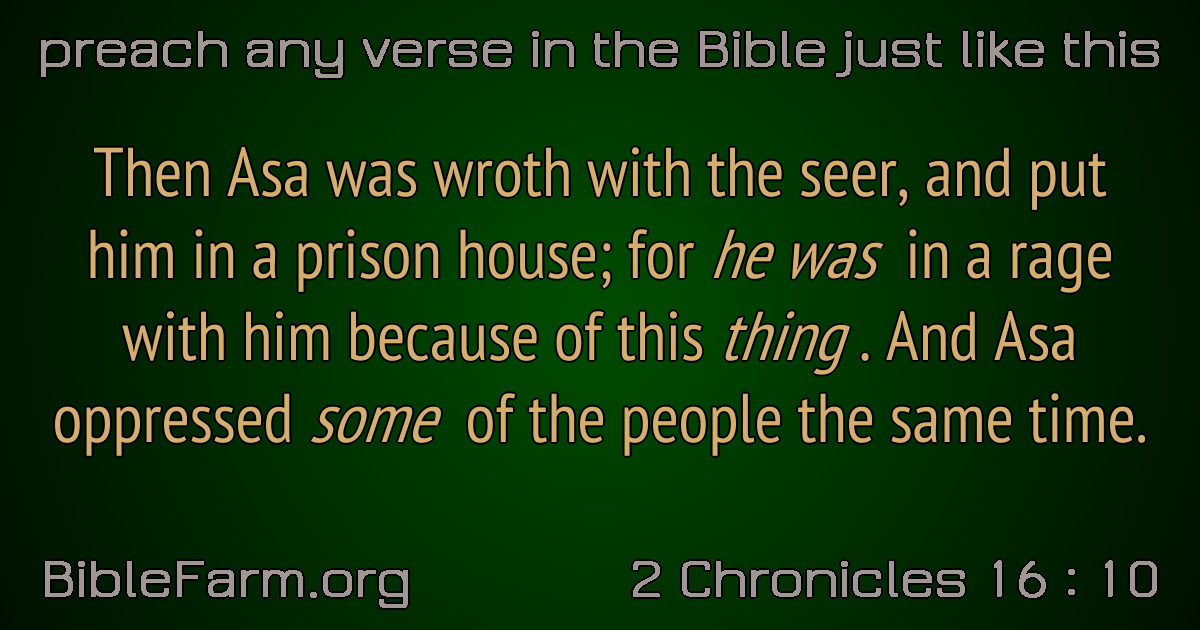 preach any verse in the Bible just like this
Then Asa was wroth with the seer, and put
him in a prison house; for he was in a rage
with him because of this thing . And Asa
oppressed some of the people the same time.
BibleFarm.org
2 Chronicles 16 : 10